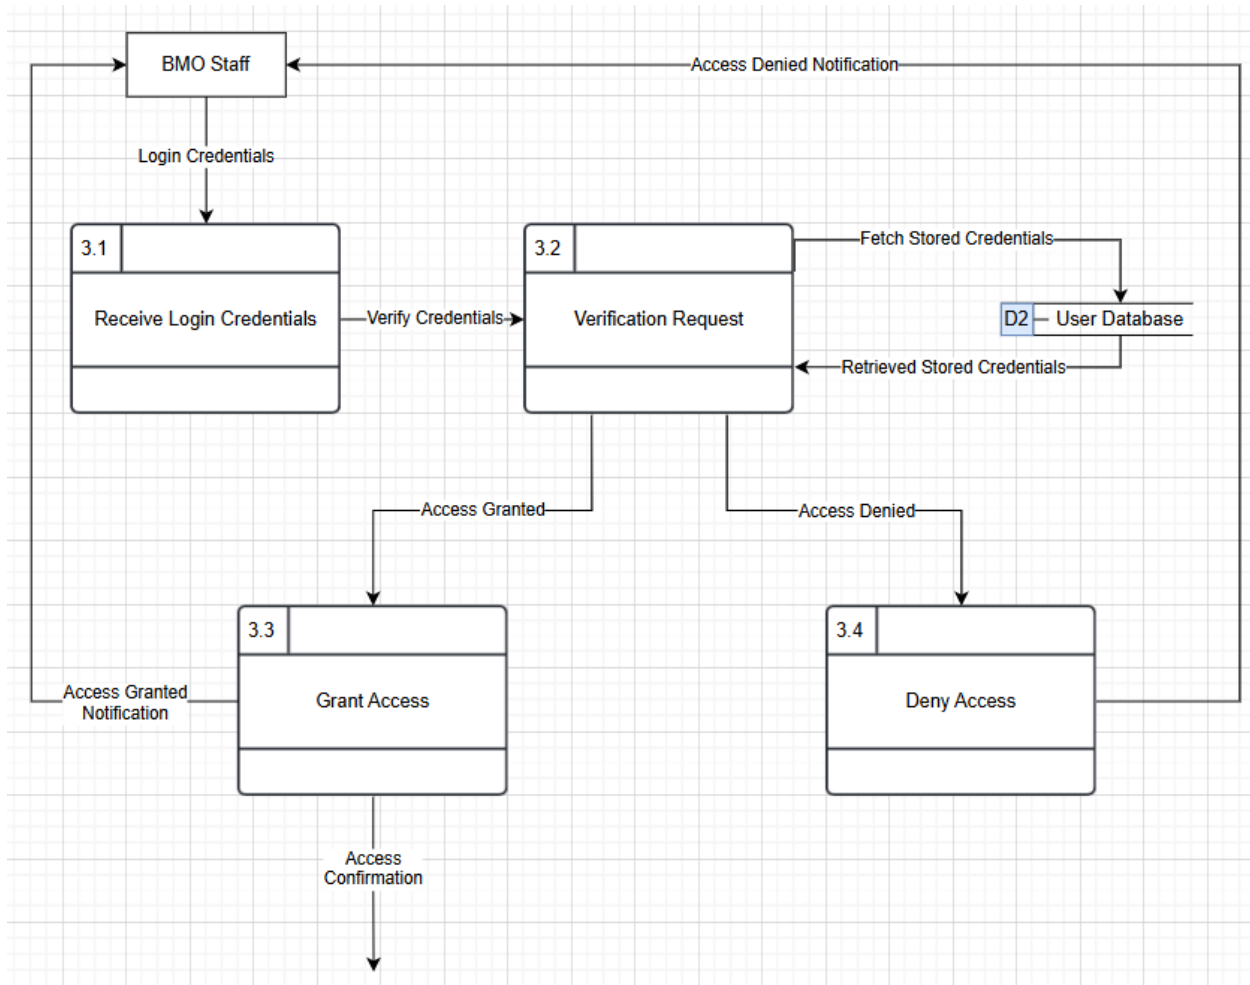 BMO Staff
Access Denied Notification
Login Credentials
3.1
3.2
Fetch Stored Credentials
Receive Login Credentials
Verify Credentials
Verification Request
D2
User Database
Retrieved Stored Credentials
Access Granted
Access Denied
3.3
3.4
Access Granted
Notification
Grant Access
Deny Access
Access
Confirmation